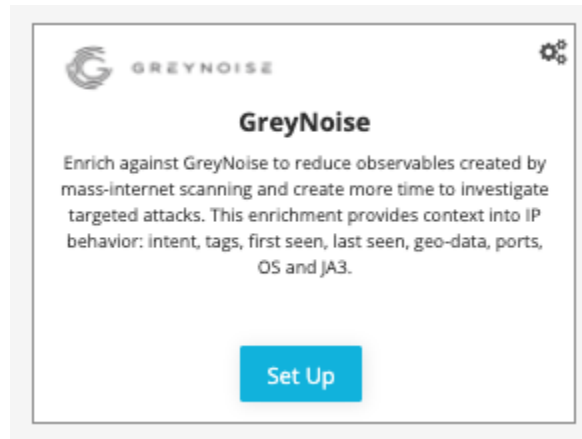 GREYNOISE
GreyNoise
Enrich against GreyNoise to reduce observables created by
mass-internet scanning and create more time to investigate
targeted attacks. This enrichment provides context into IP
behavior: intent, tags, first seen, last seen, geo-data, ports,
OS and JA3.
Set Up